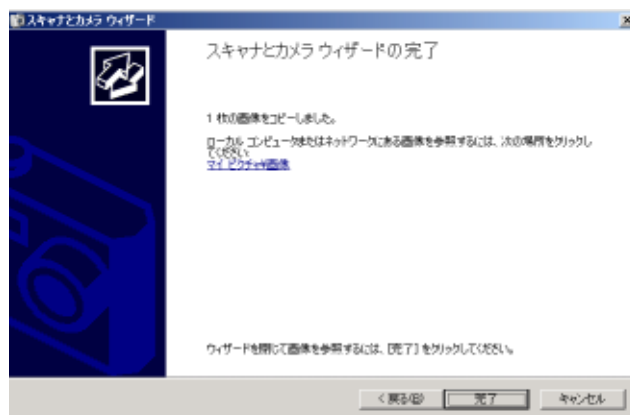 スキャナとカメラ ウィザード
スキャナとカメラ ウィザードの完了
1 枚の画像をコピーしました。
ローカル コンピュータまたはネットワークにある画像を参照するには、次の場所をクリックし
てください:
マイ ピクチャ¥画像
ウィザードを閉じて画像を参照するには、[完了] をクリックしてください。
< 戻る(B)
完了
キャンセル